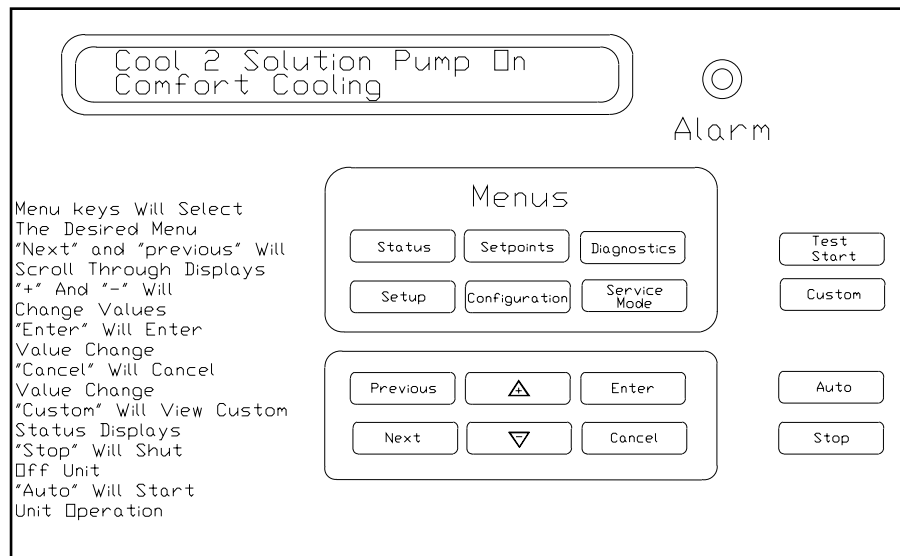 Cool 2 Solution Pump On
Comfort Cooling
Alarm
Menu keys Will Select
The Desired Menu
"Next" and "previous" Will
Scroll Through Displays
"+" And "-" Will
Change Values
"Enter" Will Enter
Value Change
"Cancel" Will Cancel
Value Change
"Custom" Will View Custom
Status Displays
"Stop" Will Shut
Off Unit
"Auto" Will Start
Unit Operation
Menus
Status
Setpoints
Diagnostics
Setup
Configuration
Service
Mode
Previous
+
Enter
Next
-
Cancel
Test
Start
Custom
Auto
Stop